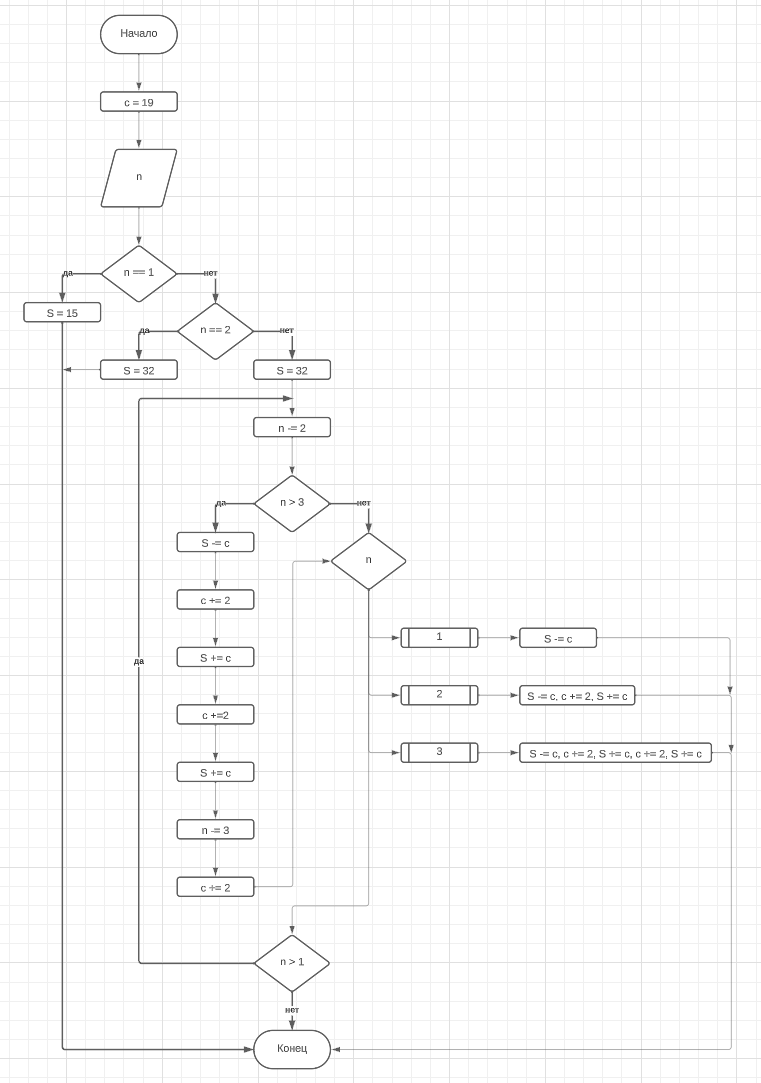 Начало
c = 19
n
n == 1
да
нет
S = 15
n == 2
да
нет
S = 32
S = 32
n -= 2
n > 3
да
нет
S -= c
n
c += 2
1
S -= c
S += c
да
2
S -= c, c += 2, S += c
c +=2
3
S -= c, c += 2, S += c, c += 2, S += c
S += c
n -= 3
c += 2
n > 1
нет
Конец